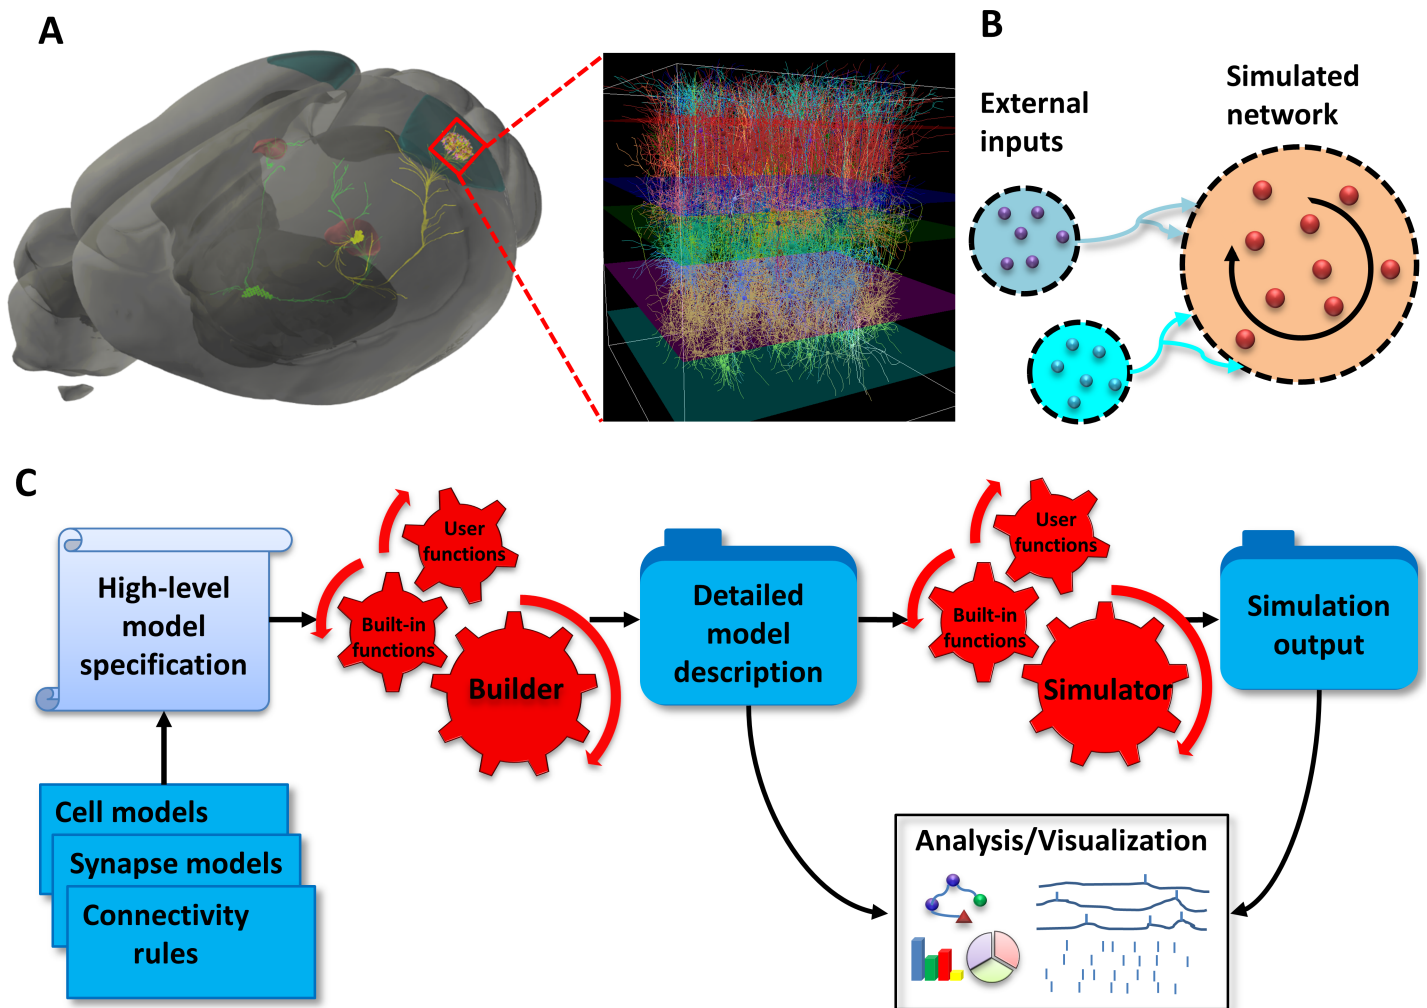 A
B
External
inputs
Simulated
network
C
High-level
model
specification
User
functions
Built-in
functions
Builder
Detailed
model
description
User
functions
Built-in
functions
Simulator
Simulation
output
Cell models
Synapse models
Connectivity
rules
Analysis/Visualization